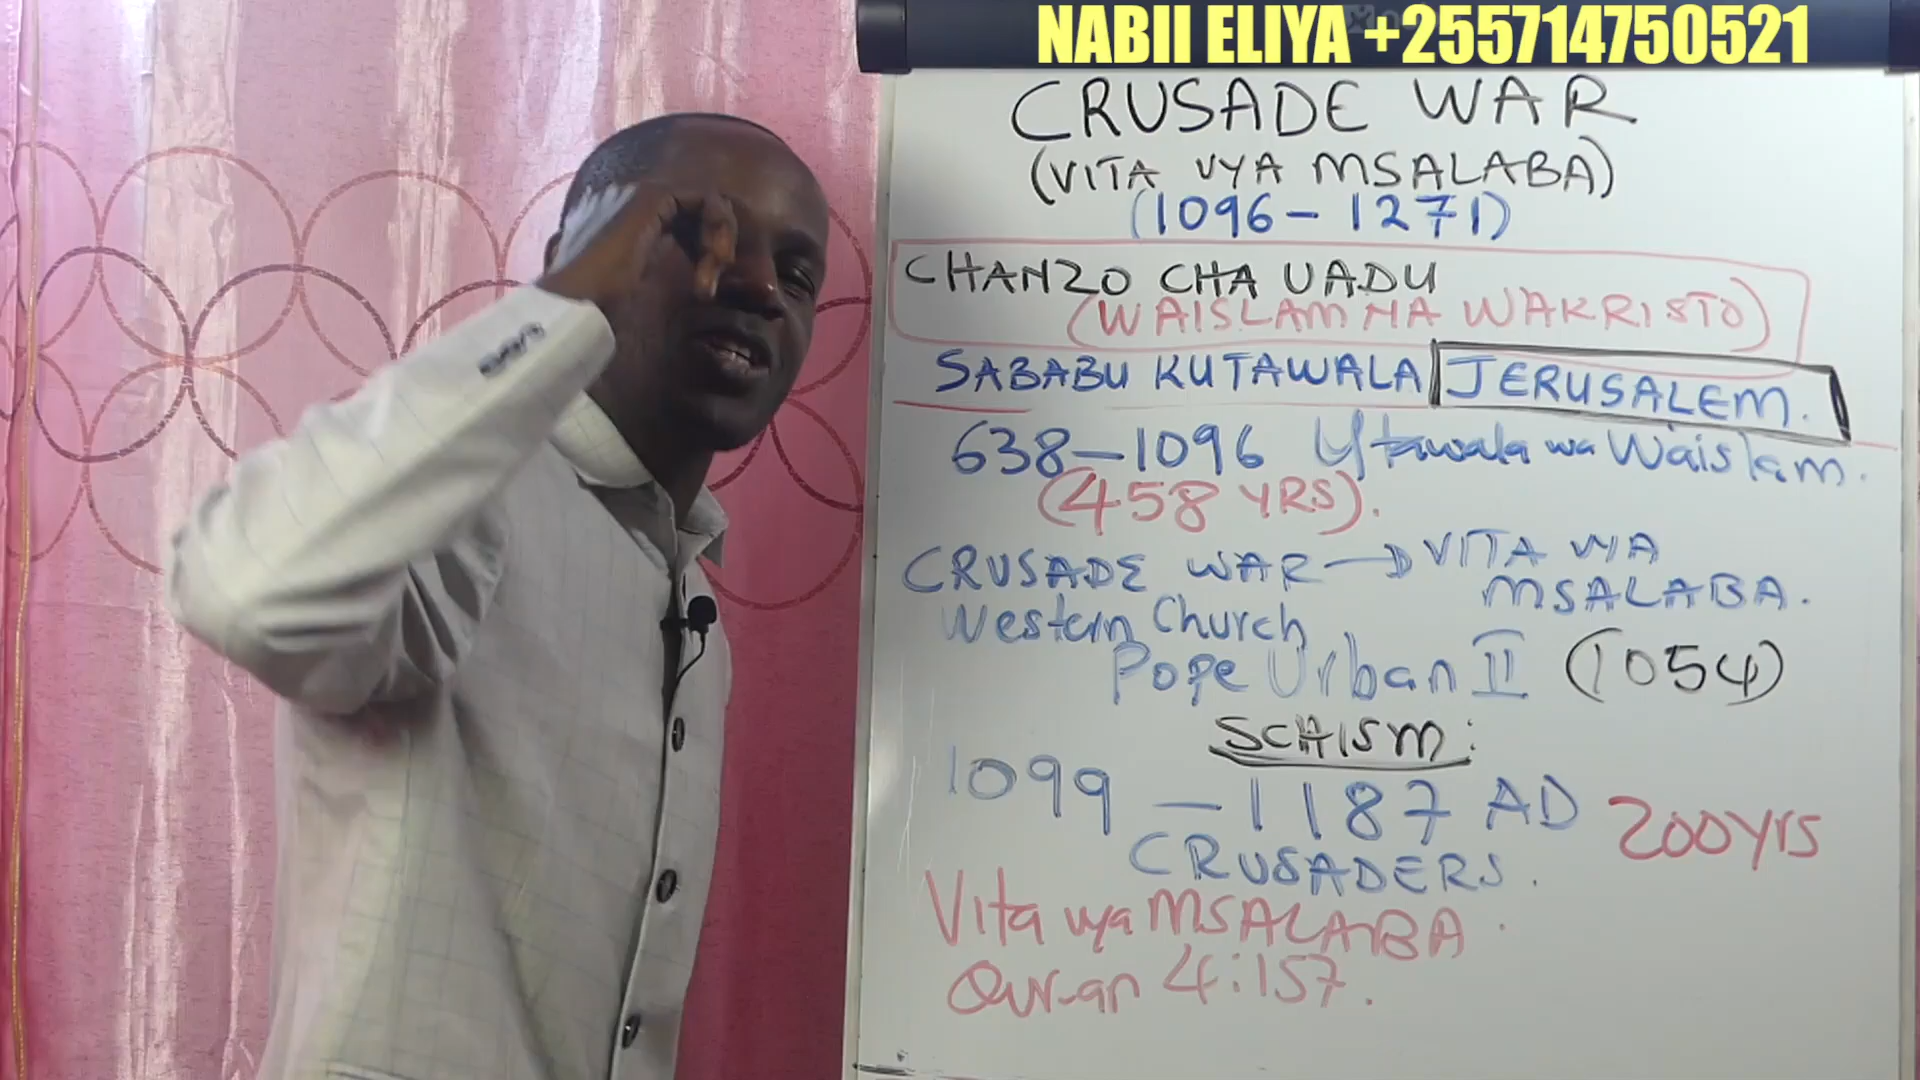 NABII ELIYA +255714750521
CRUSADE WAR
(VITA VYA MSALABA)
(1096 - 1271)
CHANZO CHA UADU
(WAISLAM NA WAKRISTO)
SABABU KUTAWALA JERUSALEM.
638-1096 Utawala wa Waislam.
(458 YRS).
CRUSADE WAR → VITA VYA
MSALABA.
Western Church
Pope Urban II (1054)
SCHISM:
1099 - 1187 AD 200 yrs
CRUSADERS.
Vita vya MSALABA
Qur-an 4:157.